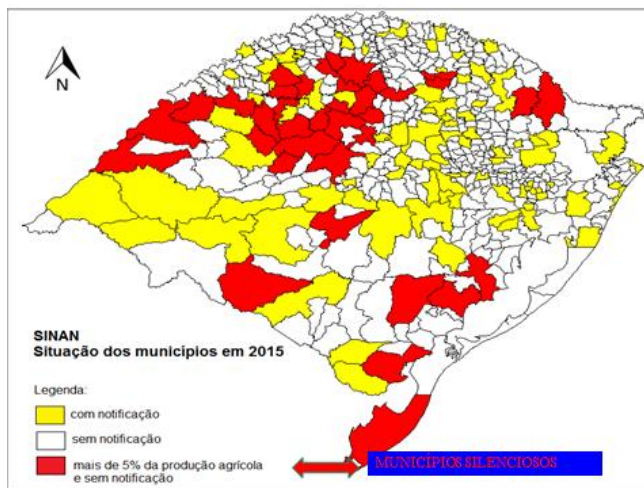 N
SINAN
Situação dos municípios em 2015
Legenda:
com notificação
sem notificação
mais de 5% da produção agrícola
e sem notificação
MUNICÍPIOS SILENCIOSOS